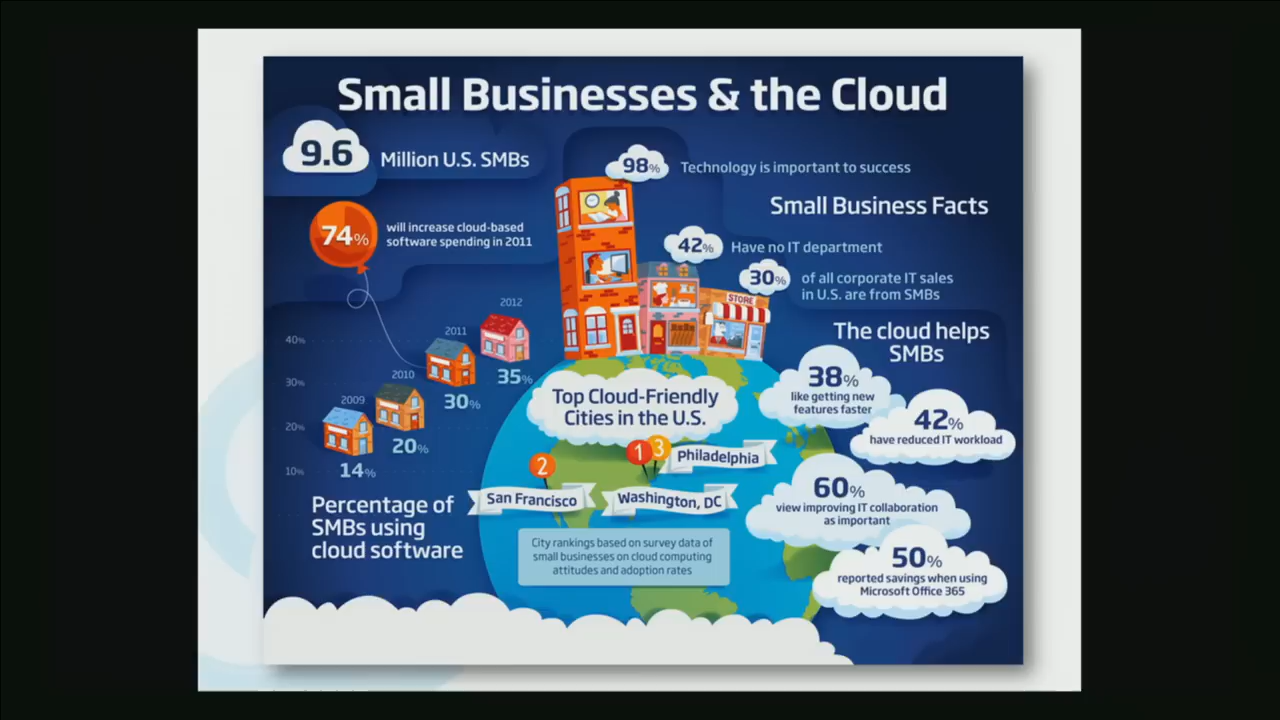 Small Businesses & the Cloud
9.6
Million U.S. SMBs
74%
will increase cloud-based
software spending in 2011
98%
Technology is important to success
Small Business Facts
42%
Have no IT department
30%
of all corporate IT sales
in U.S. are from SMBs
STORE
40%
30%
20%
10%
2009
14%
2010
20%
2011
30%
2012
35%
Percentage of
SMBs using
cloud software
Top Cloud-Friendly
Cities in the U.S.
1
3
2
Philadelphia
San Francisco
Washington, DC
City rankings based on survey data of
small businesses on cloud computing
attitudes and adoption rates
The cloud helps
SMBs
38%
like getting new
features faster
42%
have reduced IT workload
60%
view improving IT collaboration
as important
50%
reported savings when using
Microsoft Office 365